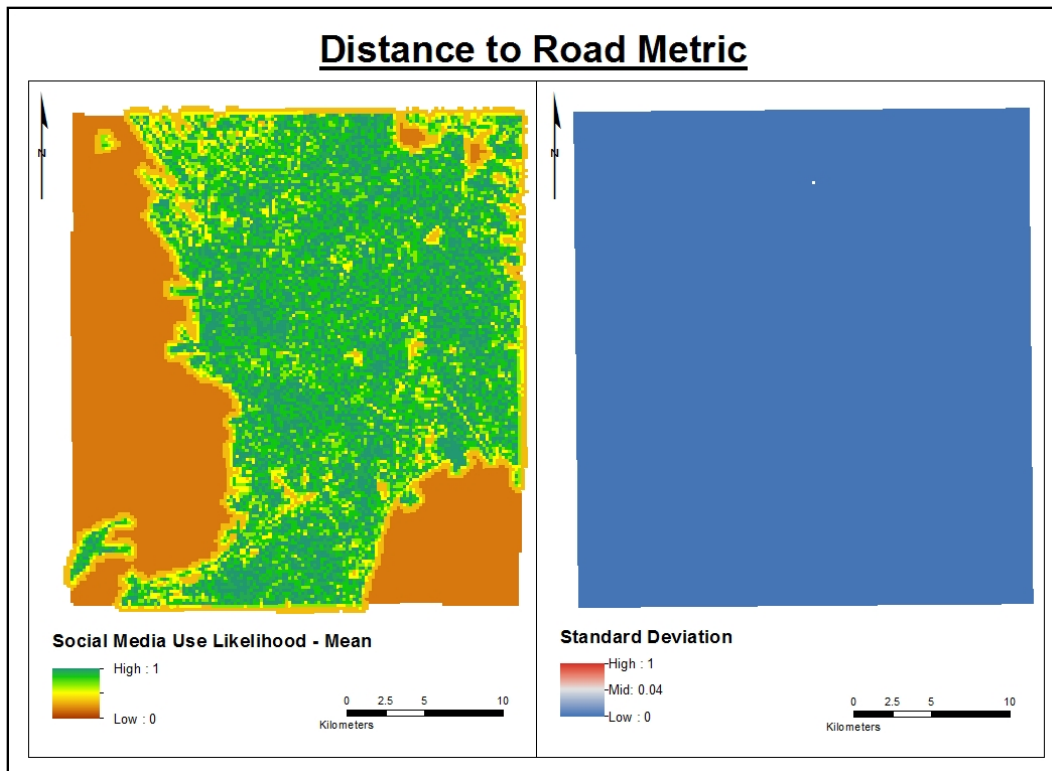 Distance to Road Metric
N
N
Social Media Use Likelihood - Mean
High : 1
Low : 0
0 2.5 5 10
Kilometers
Standard Deviation
High : 1
Mid: 0.04
Low : 0
0 2.5 5 10
Kilometers